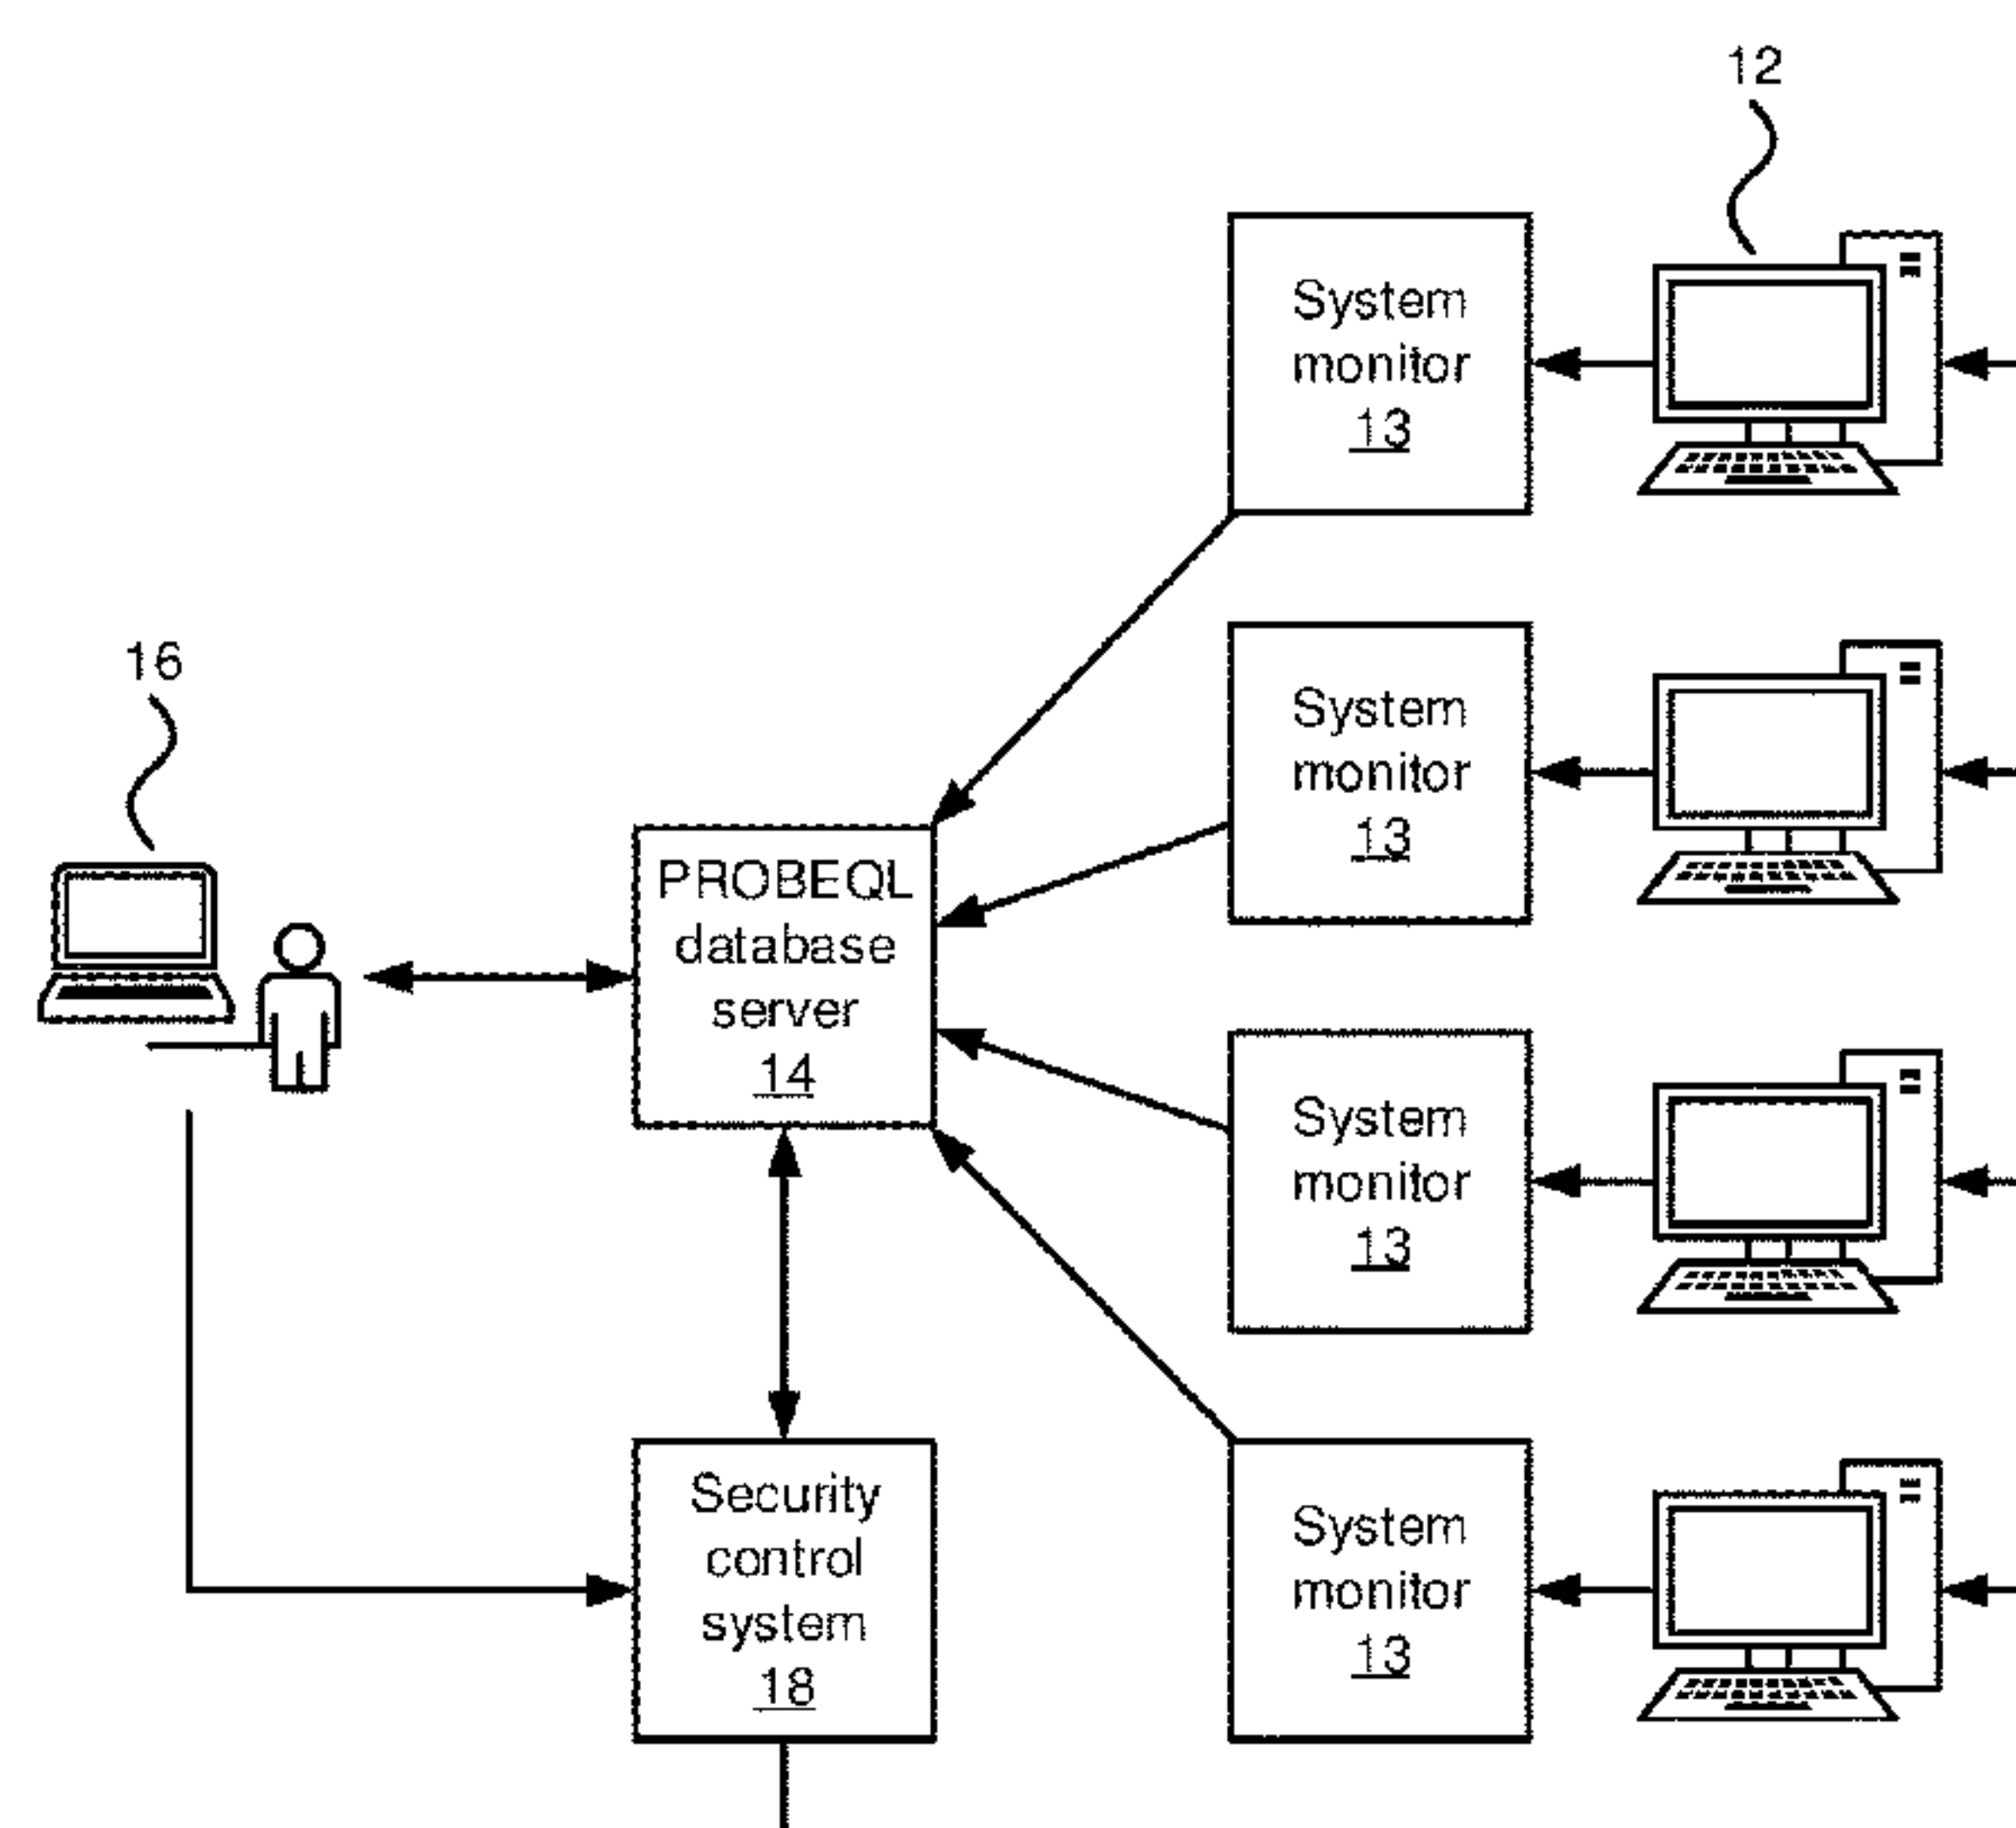 12
System
monitor
13
System
monitor
13
16
PROBEQL
database
server
14
System
monitor
13
Security
control
system
18
System
monitor
13